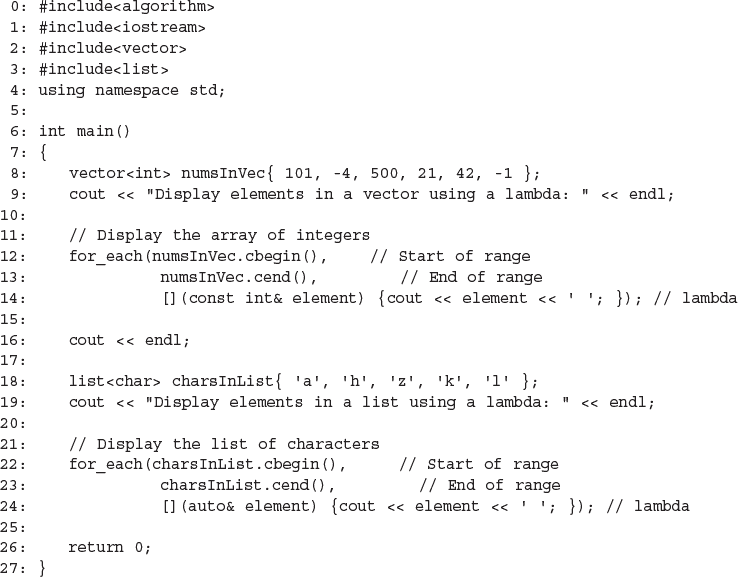 0: #include<algorithm>
1: #include<iostream>
2: #include<vector>
3: #include<list>
4: using namespace std;
5:
6: int main()
7: {
8:    vector<int> numsInVec{ 101, -4, 500, 21, 42, -1 };
9:    cout << "Display elements in a vector using a lambda: " << endl;
10:
11:    // Display the array of integers
12:    for_each(numsInVec.cbegin(),    // Start of range
13:             numsInVec.cend(),        // End of range
14:             [](const int& element) {cout << element << ' '; }); // lambda
15:
16:    cout << endl;
17:
18:    list<char> charsInList{ 'a', 'h', 'z', 'k', 'l' };
19:    cout << "Display elements in a list using a lambda: " << endl;
20:
21:    // Display the list of characters
22:    for_each(charsInList.cbegin(),     // Start of range
23:             charsInList.cend(),        // End of range
24:             [](auto& element) {cout << element << ' '; }); // lambda
25:
26:    return 0;
27: }